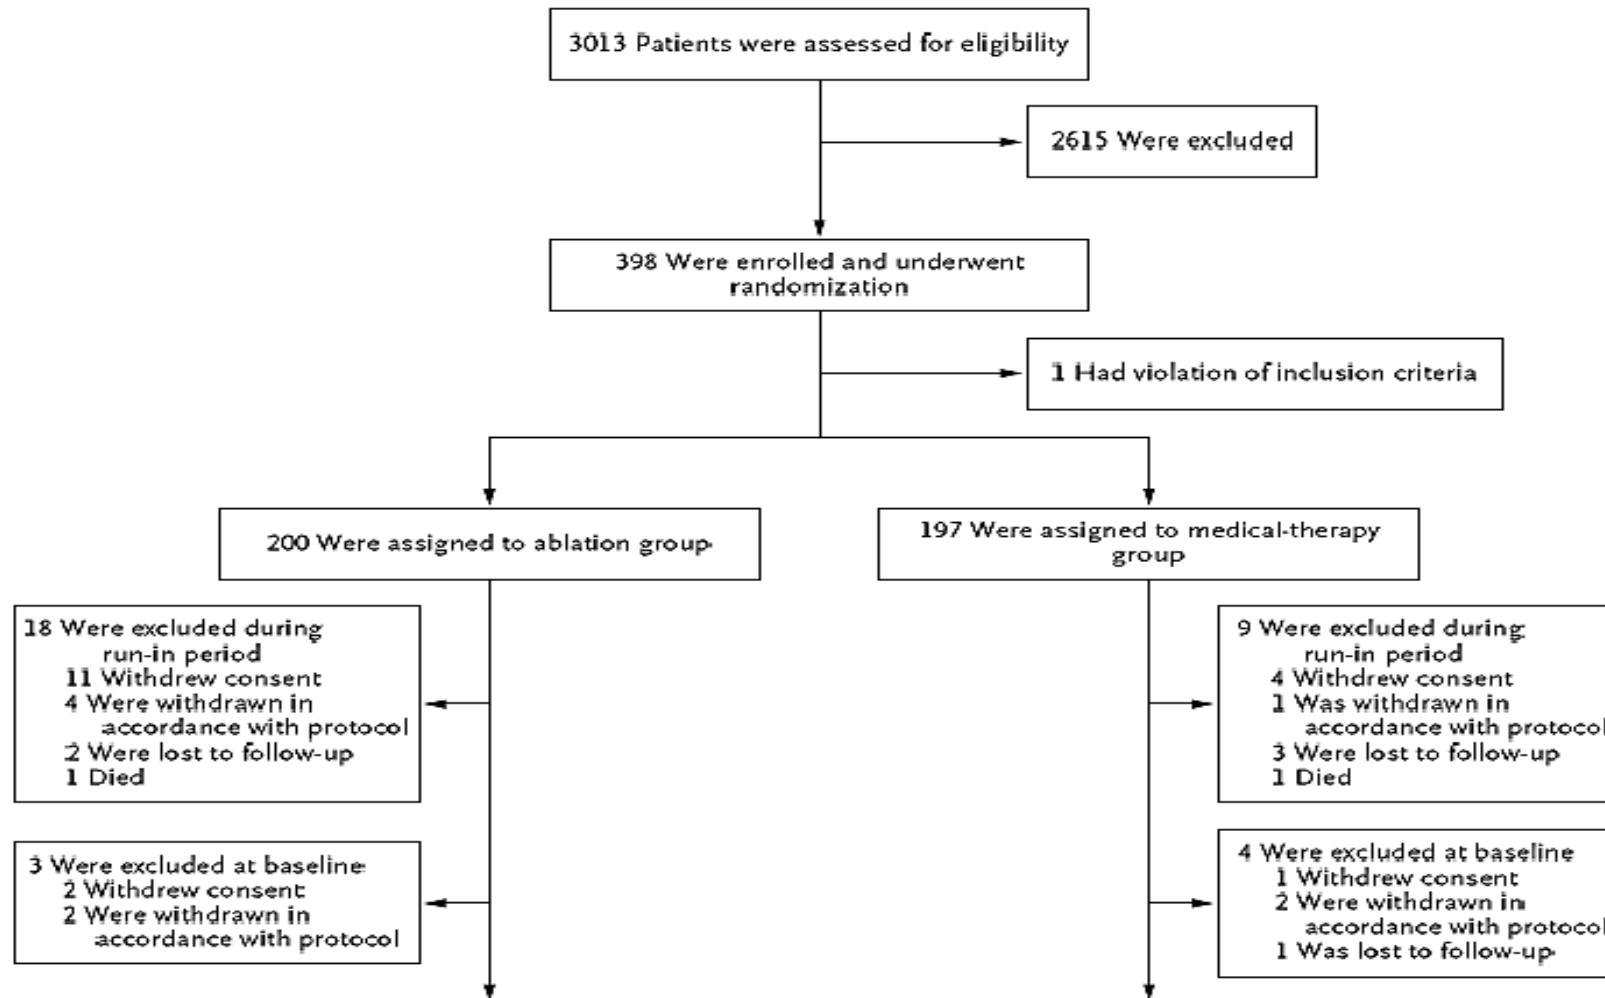 3013 Patients were assessed for eligibility
2615 Were excluded
398 Were enrolled and underwent
randomization
1 Had violation of inclusion criteria
200 Were assigned to ablation group
197 Were assigned to medical-therapy
group
18 Were excluded during
run-in period
11 Withdrew consent
4 Were withdrawn in
accordance with protocol
2 Were lost to follow-up
1 Died
9 Were excluded during
run-in period
4 Withdrew consent
1 Was withdrawn in
accordance with protocol
3 Were lost to follow-up
1 Died
3 Were excluded at baseline
2 Withdrew consent
2 Were withdrawn in
accordance with protocol
4 Were excluded at baseline
1 Withdrew consent
2 Were withdrawn in
accordance with protocol
1 Was lost to follow-up